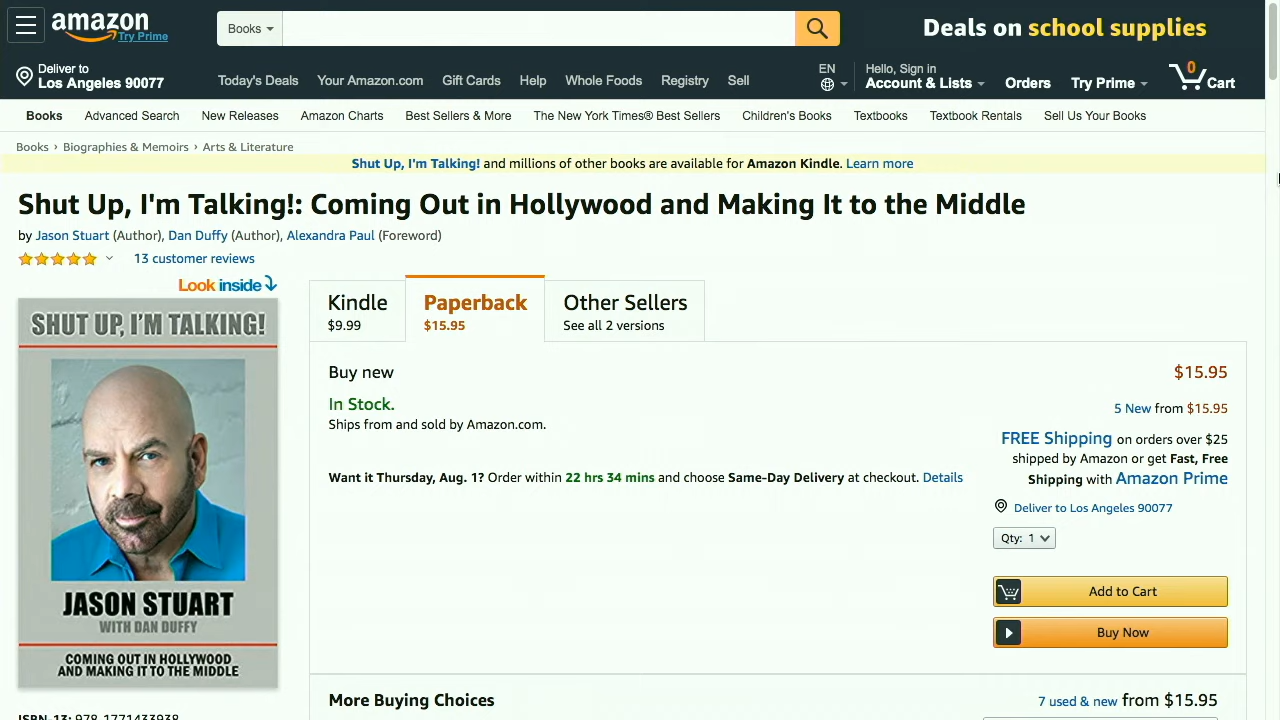 amazon
Try Prime
Books
Deals on school supplies
Deliver to
Los Angeles 90077
Today's Deals Your Amazon.com Gift Cards Help Whole Foods Registry Sell
EN
Hello, Sign in
Account & Lists
Orders
Try Prime
0
Cart
Books Advanced Search New Releases Amazon Charts Best Sellers & More The New York Times® Best Sellers Children's Books Textbooks Textbook Rentals Sell Us Your Books
Books › Biographies & Memoirs › Arts & Literature
Shut Up, I'm Talking! and millions of other books are available for Amazon Kindle. Learn more
Shut Up, I'm Talking!: Coming Out in Hollywood and Making It to the Middle
by Jason Stuart (Author), Dan Duffy (Author), Alexandra Paul (Foreword)
13 customer reviews
Look inside
SHUT UP, I'M TALKING!
JASON STUART
WITH DAN DUFFY
COMING OUT IN HOLLYWOOD
AND MAKING IT TO THE MIDDLE
ISBN-13: 978-1771433938
Kindle
$9.99
Paperback
$15.95
Other Sellers
See all 2 versions
Buy new
$15.95
In Stock.
Ships from and sold by Amazon.com.
Want it Thursday, Aug. 1? Order within 22 hrs 34 mins and choose Same-Day Delivery at checkout. Details
5 New from $15.95
FREE Shipping on orders over $25
shipped by Amazon or get Fast, Free
Shipping with Amazon Prime
Deliver to Los Angeles 90077
Qty: 1
Add to Cart
Buy Now
More Buying Choices
7 used & new from $15.95